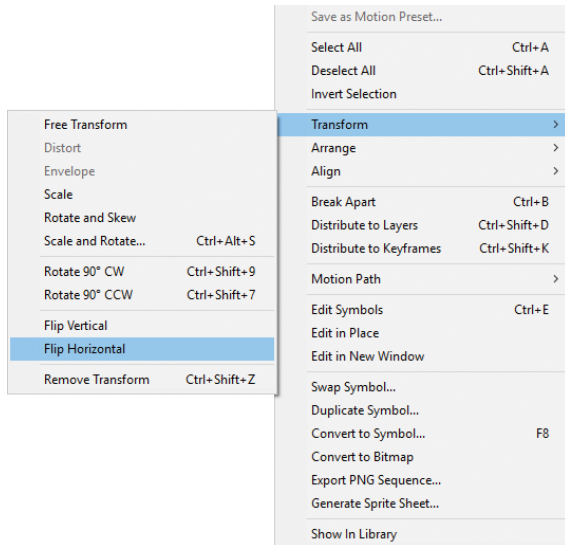 Save as Motion Preset...
Select All Ctrl+A
Deselect All Ctrl+Shift+A
Invert Selection
Transform >
Arrange >
Align >
Break Apart Ctrl+B
Distribute to Layers Ctrl+Shift+D
Distribute to Keyframes Ctrl+Shift+K
Motion Path >
Edit Symbols Ctrl+E
Edit in Place
Edit in New Window
Swap Symbol...
Duplicate Symbol...
Convert to Symbol... F8
Convert to Bitmap
Export PNG Sequence...
Generate Sprite Sheet...
Show In Library
Free Transform
Distort
Envelope
Scale
Rotate and Skew
Scale and Rotate... Ctrl+Alt+S
Rotate 90° CW Ctrl+Shift+9
Rotate 90° CCW Ctrl+Shift+7
Flip Vertical
Flip Horizontal
Remove Transform Ctrl+Shift+Z